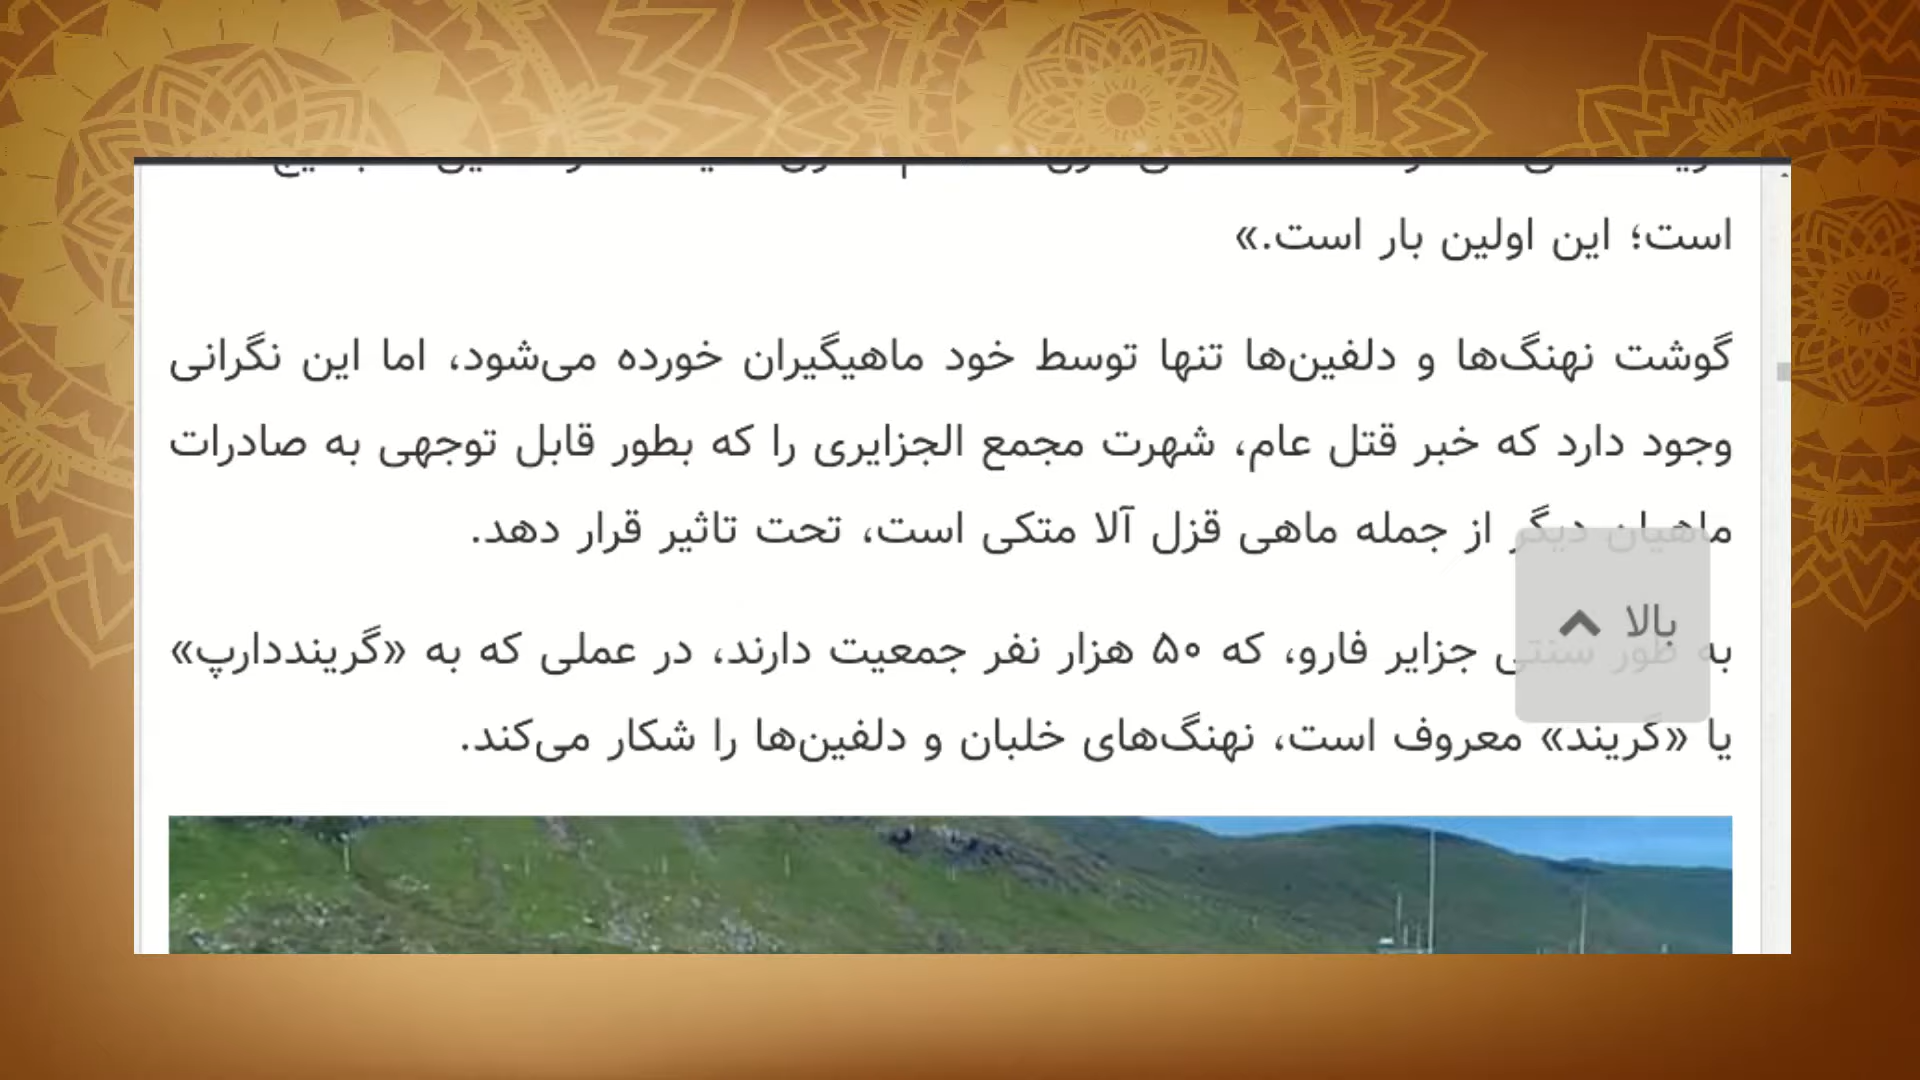 است؛ این اولین بار است.»
گوشت نهنگ‌ها و دلفین‌ها تنها توسط خود ماهیگیران خورده می‌شود، اما این نگرانی
وجود دارد که خبر قتل عام، شهرت مجمع الجزایری را که بطور قابل توجهی به صادرات
ماهیان دیگر از جمله ماهی قزل آلا متکی است، تحت تاثیر قرار دهد.
بالا
به طور سنتی جزایر فارو، که ۵۰ هزار نفر جمعیت دارند، در عملی که به «گریندداراپ»
یا «گریند» معروف است، نهنگ‌های خلبان و دلفین‌ها را شکار می‌کند.